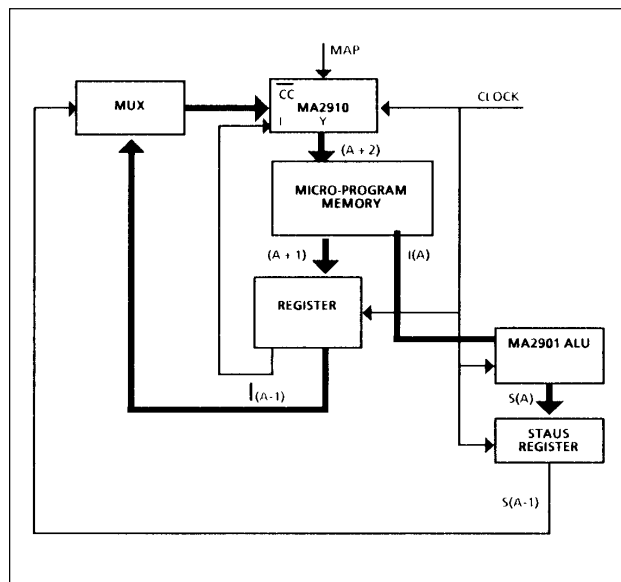 MAP
MUX
CC
MA2910
I Y
CLOCK
(A + 2)
MICRO-PROGRAM
MEMORY
(A + 1)
I(A)
REGISTER
MA2901 ALU
I(A-1)
S(A)
STAUS
REGISTER
S(A-1)